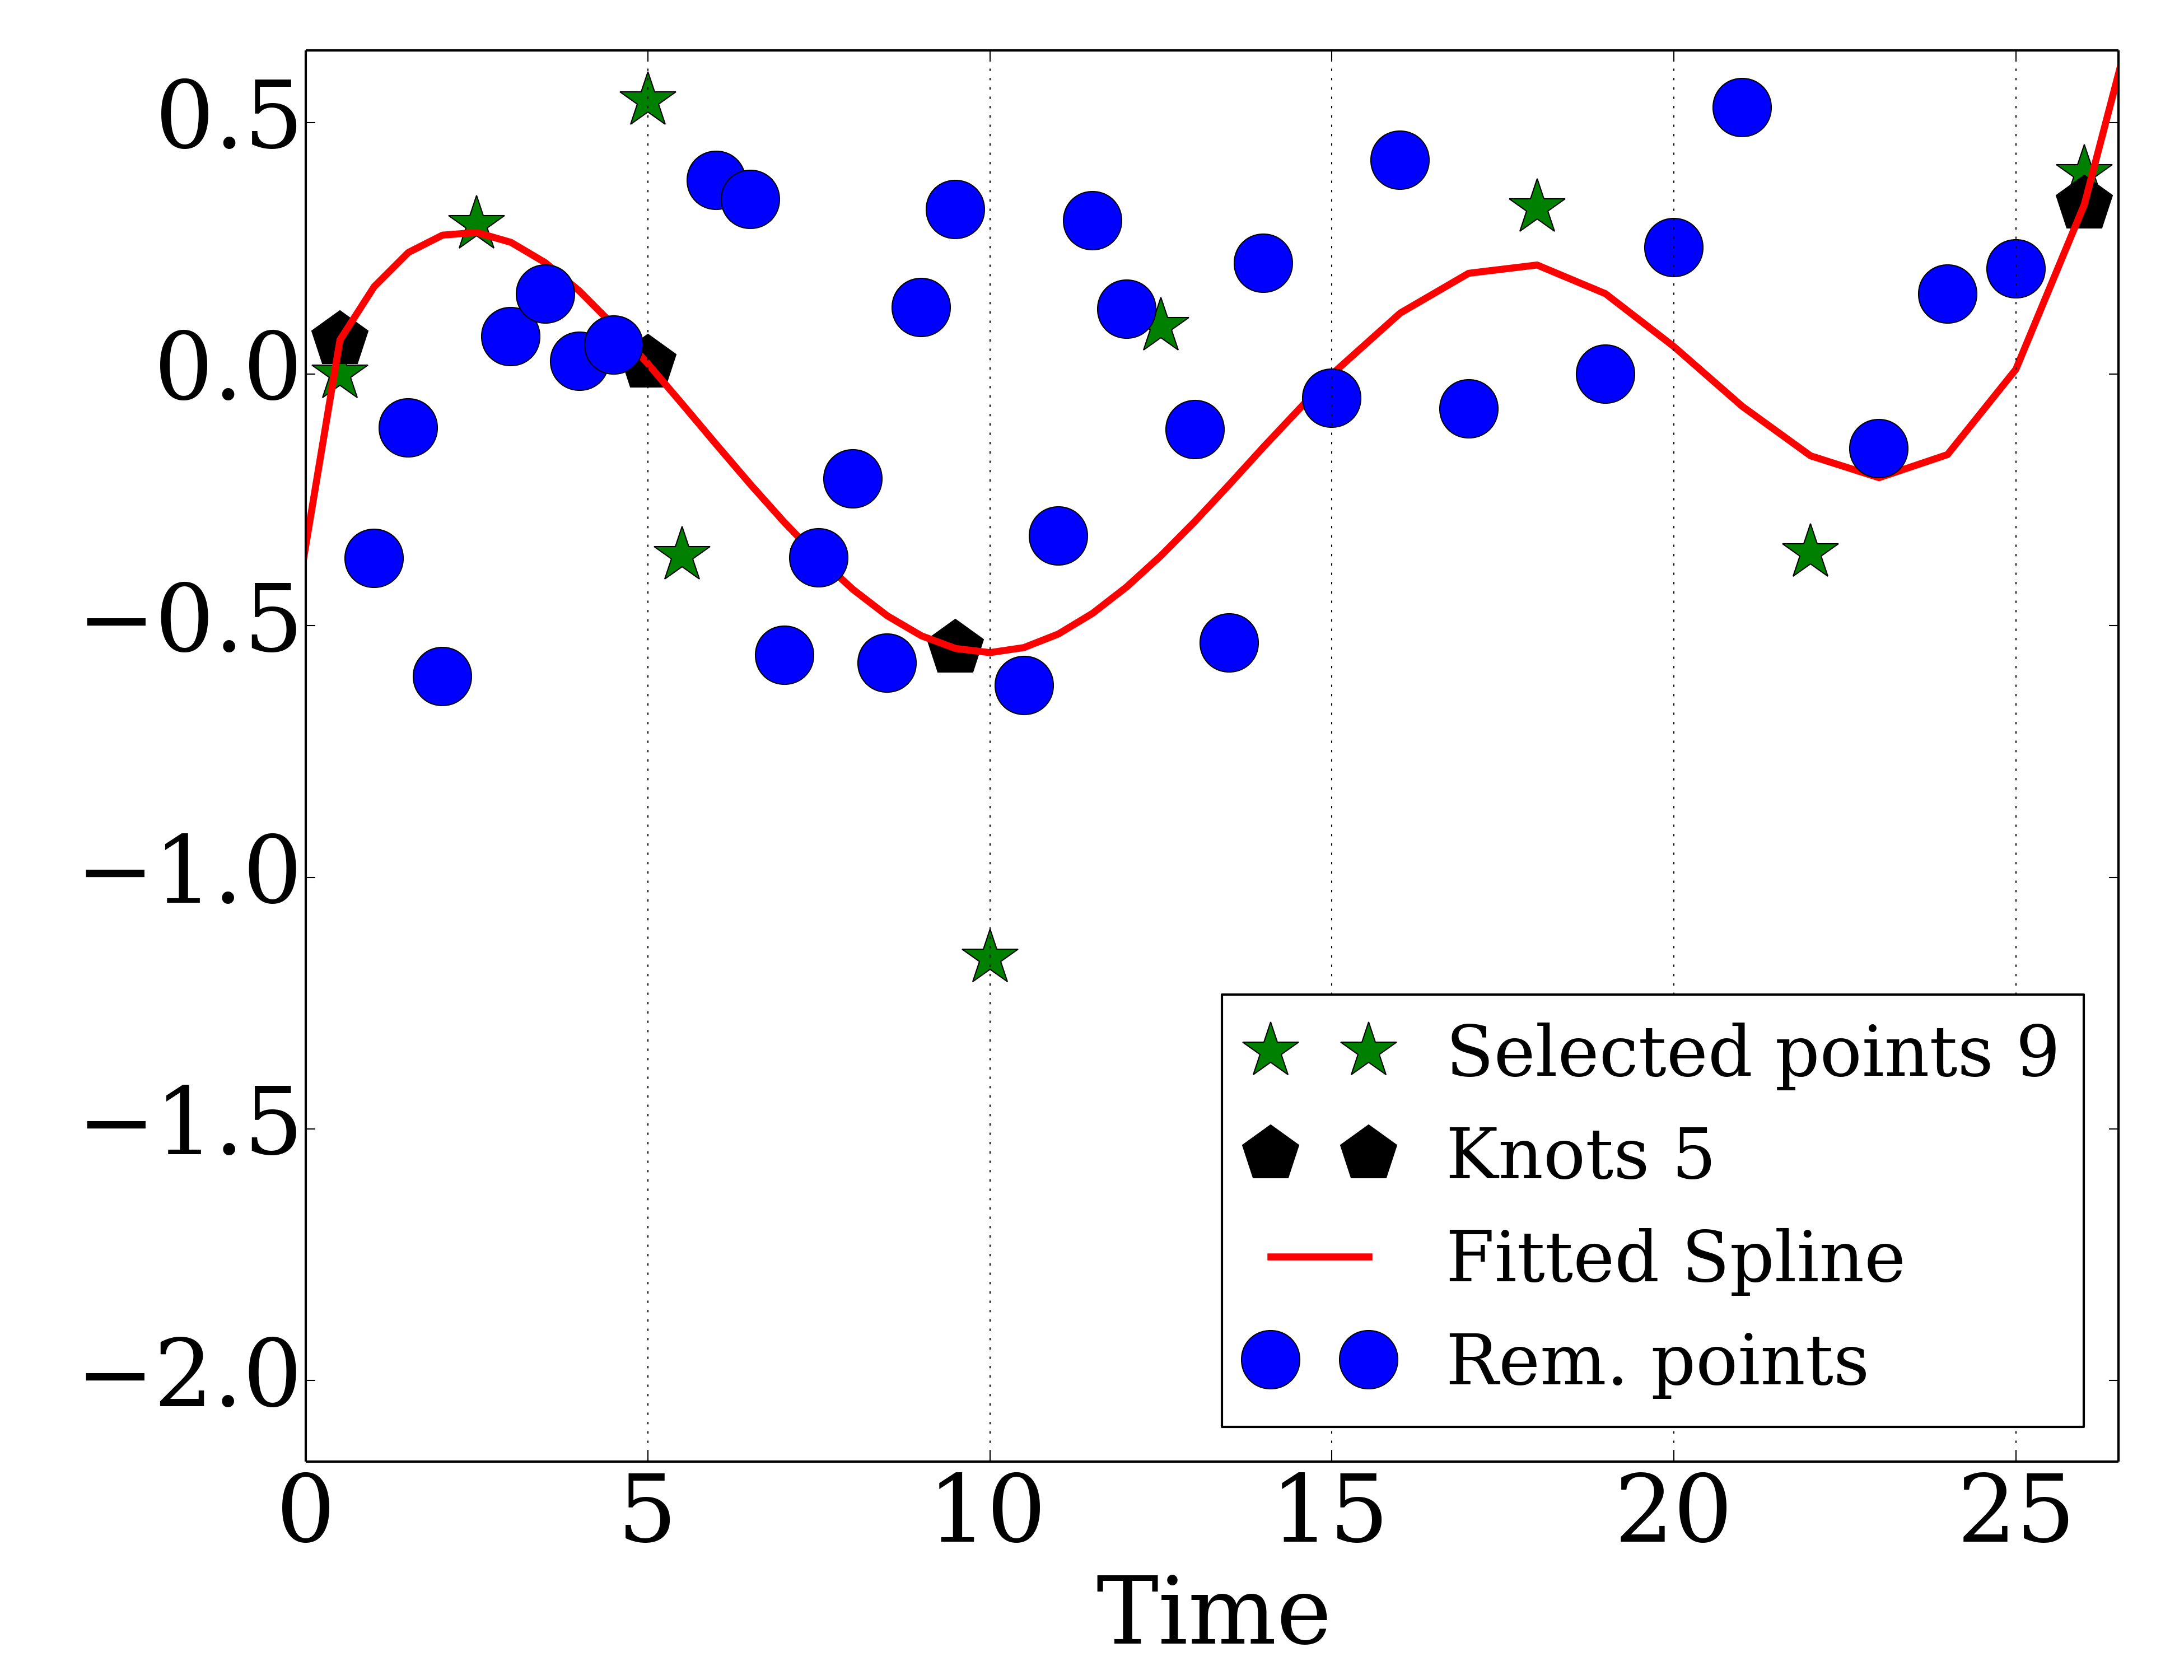 0.5
0.0
−0.5
−1.0
−1.5
−2.0
Selected points 9
Knots 5
Fitted Spline
Rem. points
0 5 10 15 20 25
Time